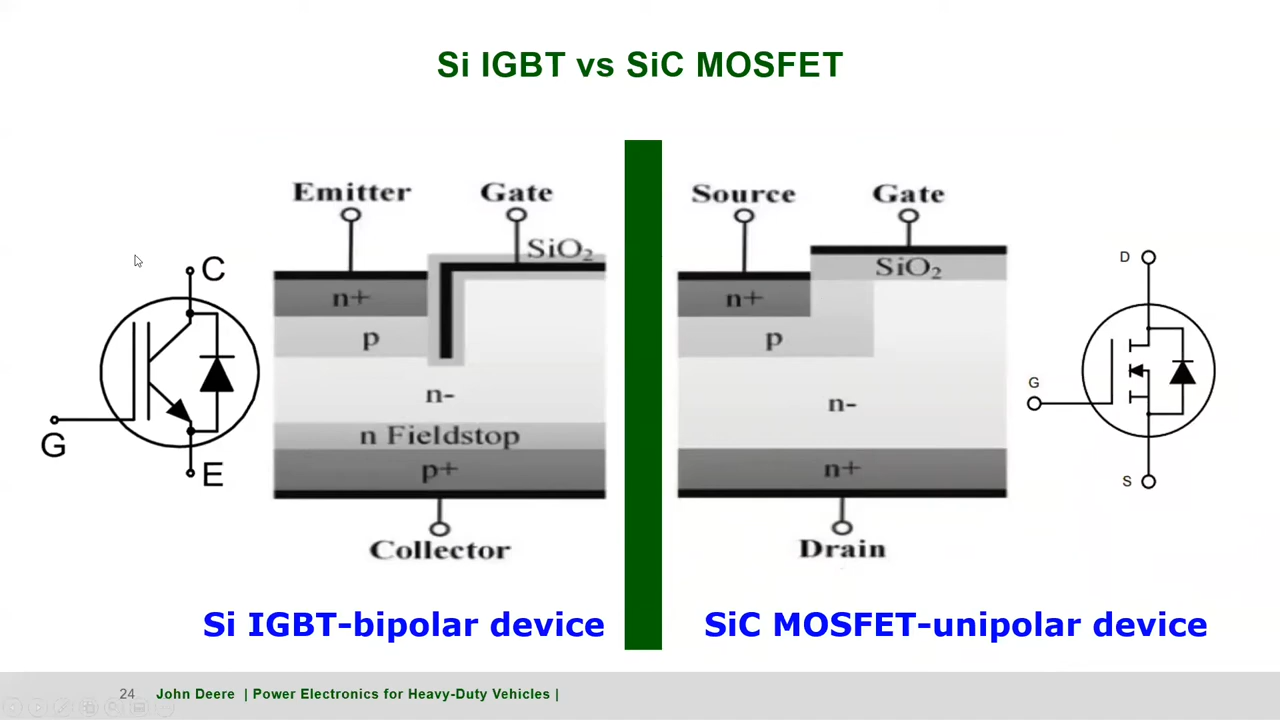 Si IGBT vs SiC MOSFET
Emitter
Gate
SiO₂
n+
p
n-
n Fieldstop
p+
Collector
C
G
E
Source
Gate
SiO₂
n+
p
n-
n+
Drain
D
G
S
Si IGBT-bipolar device
SiC MOSFET-unipolar device
24 John Deere | Power Electronics for Heavy-Duty Vehicles |